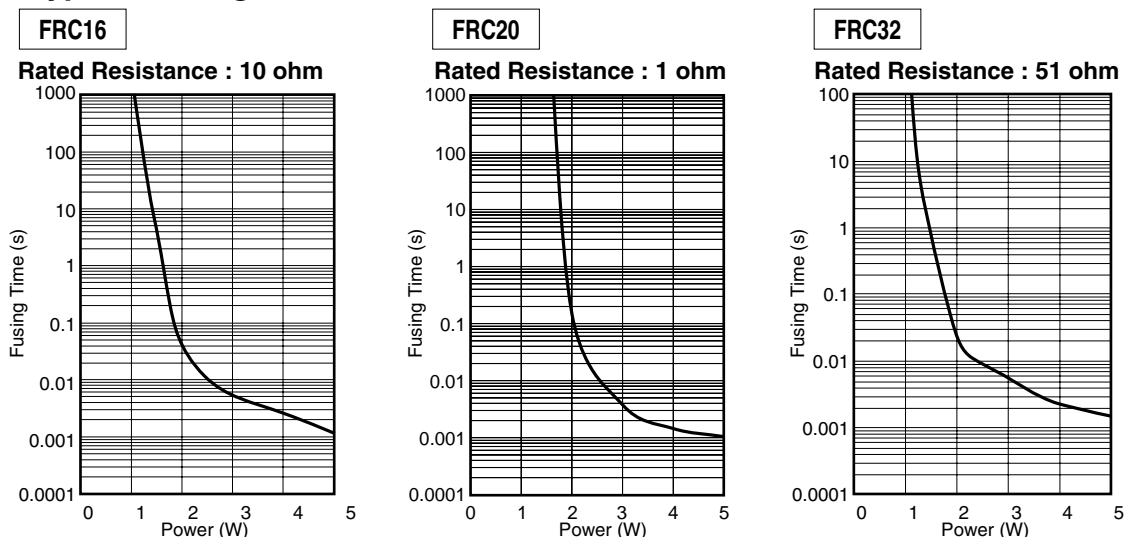 FRC16
Rated Resistance : 10 ohm
1000
100
10
1
0.1
0.01
0.001
0.0001
Fusing Time (s)
0 1 2 3 4 5
Power (W)
FRC20
Rated Resistance : 1 ohm
1000
100
10
1
0.1
0.01
0.001
0.0001
Fusing Time (s)
0 1 2 3 4 5
Power (W)
FRC32
Rated Resistance : 51 ohm
100
10
1
0.1
0.01
0.001
0.0001
Fusing Time (s)
0 1 2 3 4 5
Power (W)